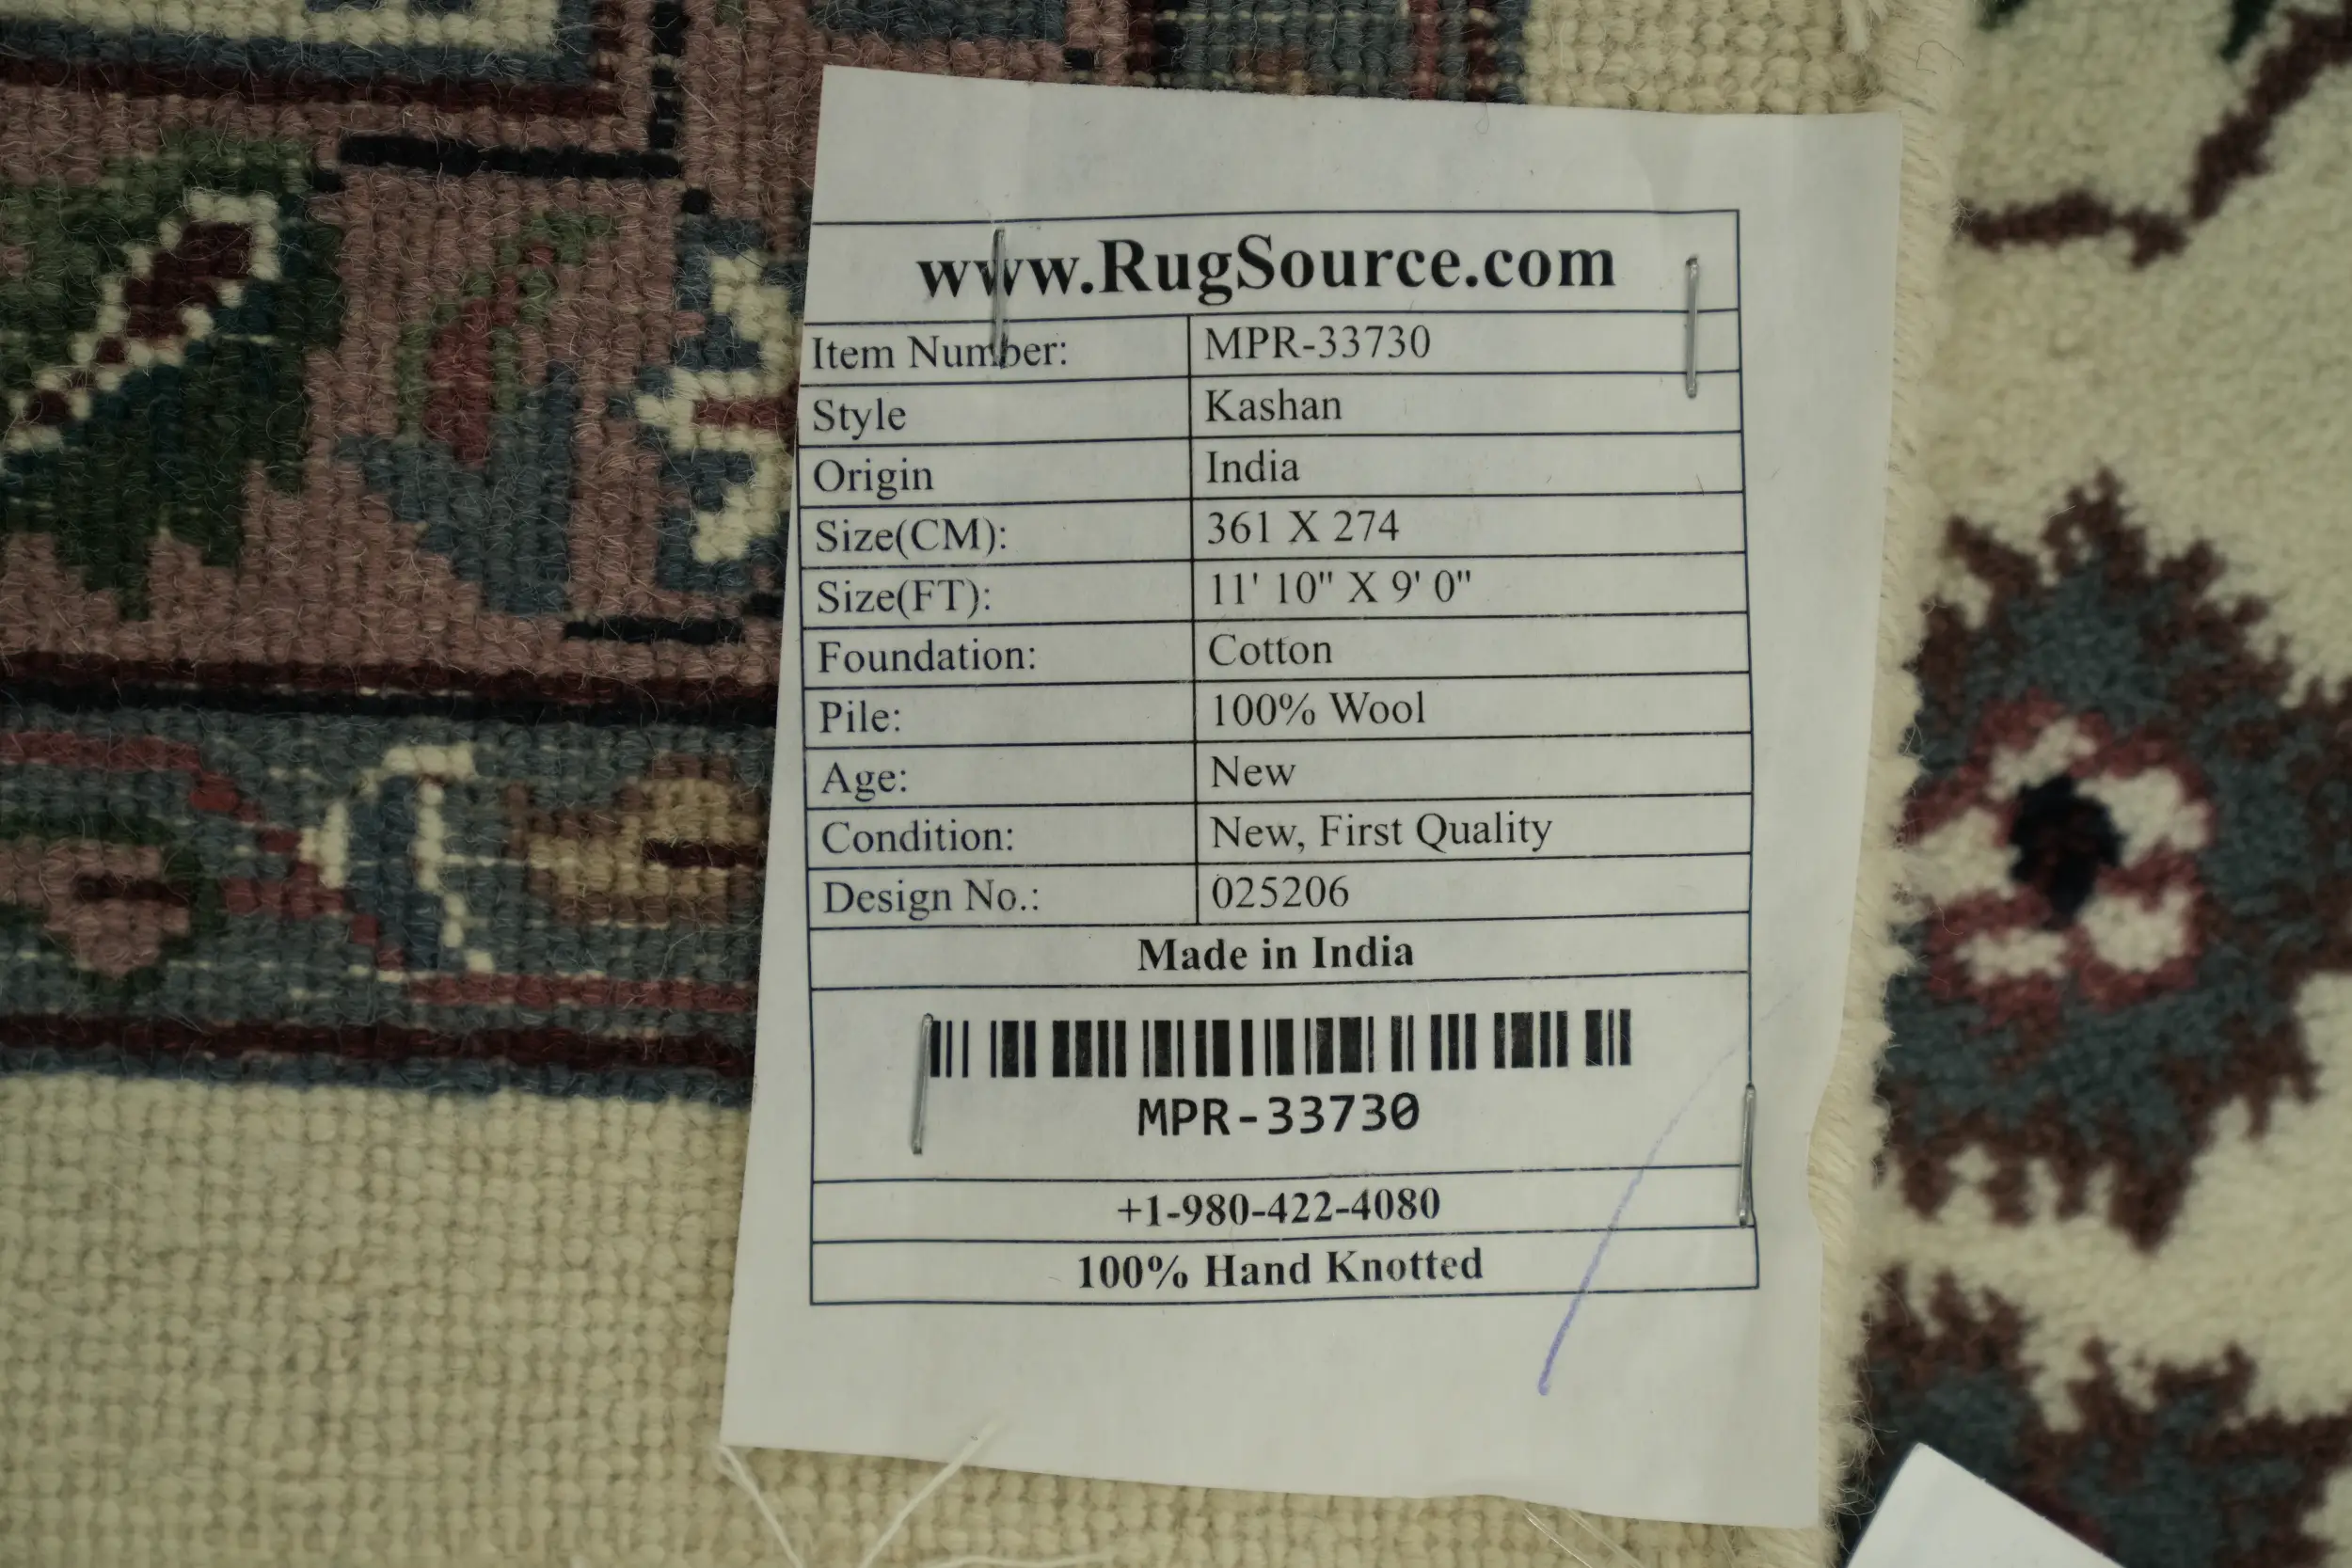 www.RugSource.com
Item Number: MPR-33730
Style Kashan
Origin India
Size(CM): 361 X 274
Size(FT): 11' 10" X 9' 0"
Foundation: Cotton
Pile: 100% Wool
Age: New
Condition: New, First Quality
Design No.: 025206
Made in India
MPR-33730
+1-980-422-4080
100% Hand Knotted